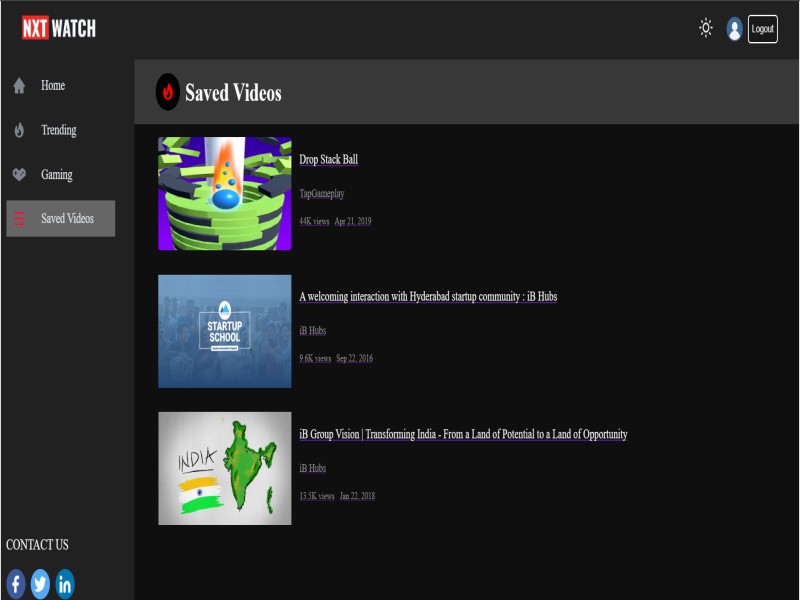 NXT WATCH
Logout
Home
Trending
Gaming
Saved Videos
CONTACT US
Saved Videos
Drop Stack Ball
TapGameplay
44K views Apr 21, 2019
STARTUP
SCHOOL
A welcoming interaction with Hyderabad startup community : iB Hubs
iB Hubs
9.6K views Sep 22, 2016
INDIA
iB Group Vision | Transforming India - From a Land of Potential to a Land of Opportunity
iB Hubs
13.5K views Jan 22, 2018